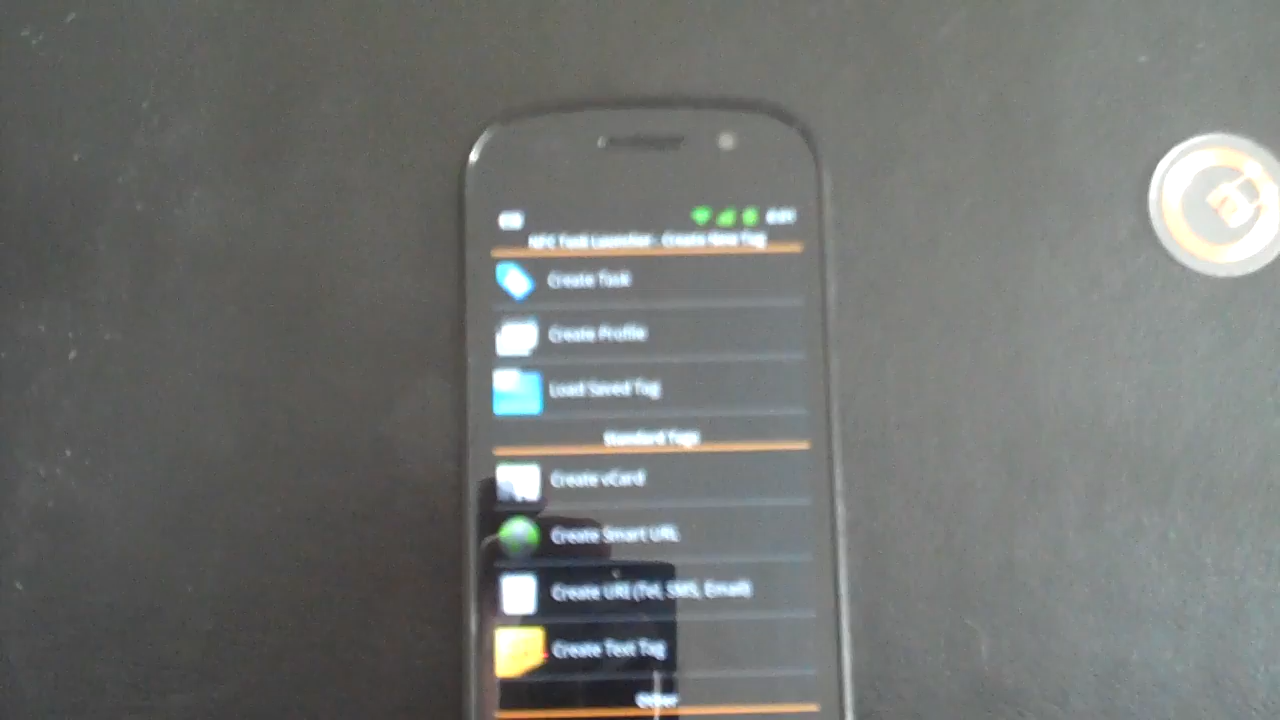 NFC Task Launcher - Create New Tag
Create Task
Create Profile
Load Saved Tag
Standard Tags
Create vCard
Create Smart URL
Create URI (Tel, SMS, Email)
Create Text Tag
Other